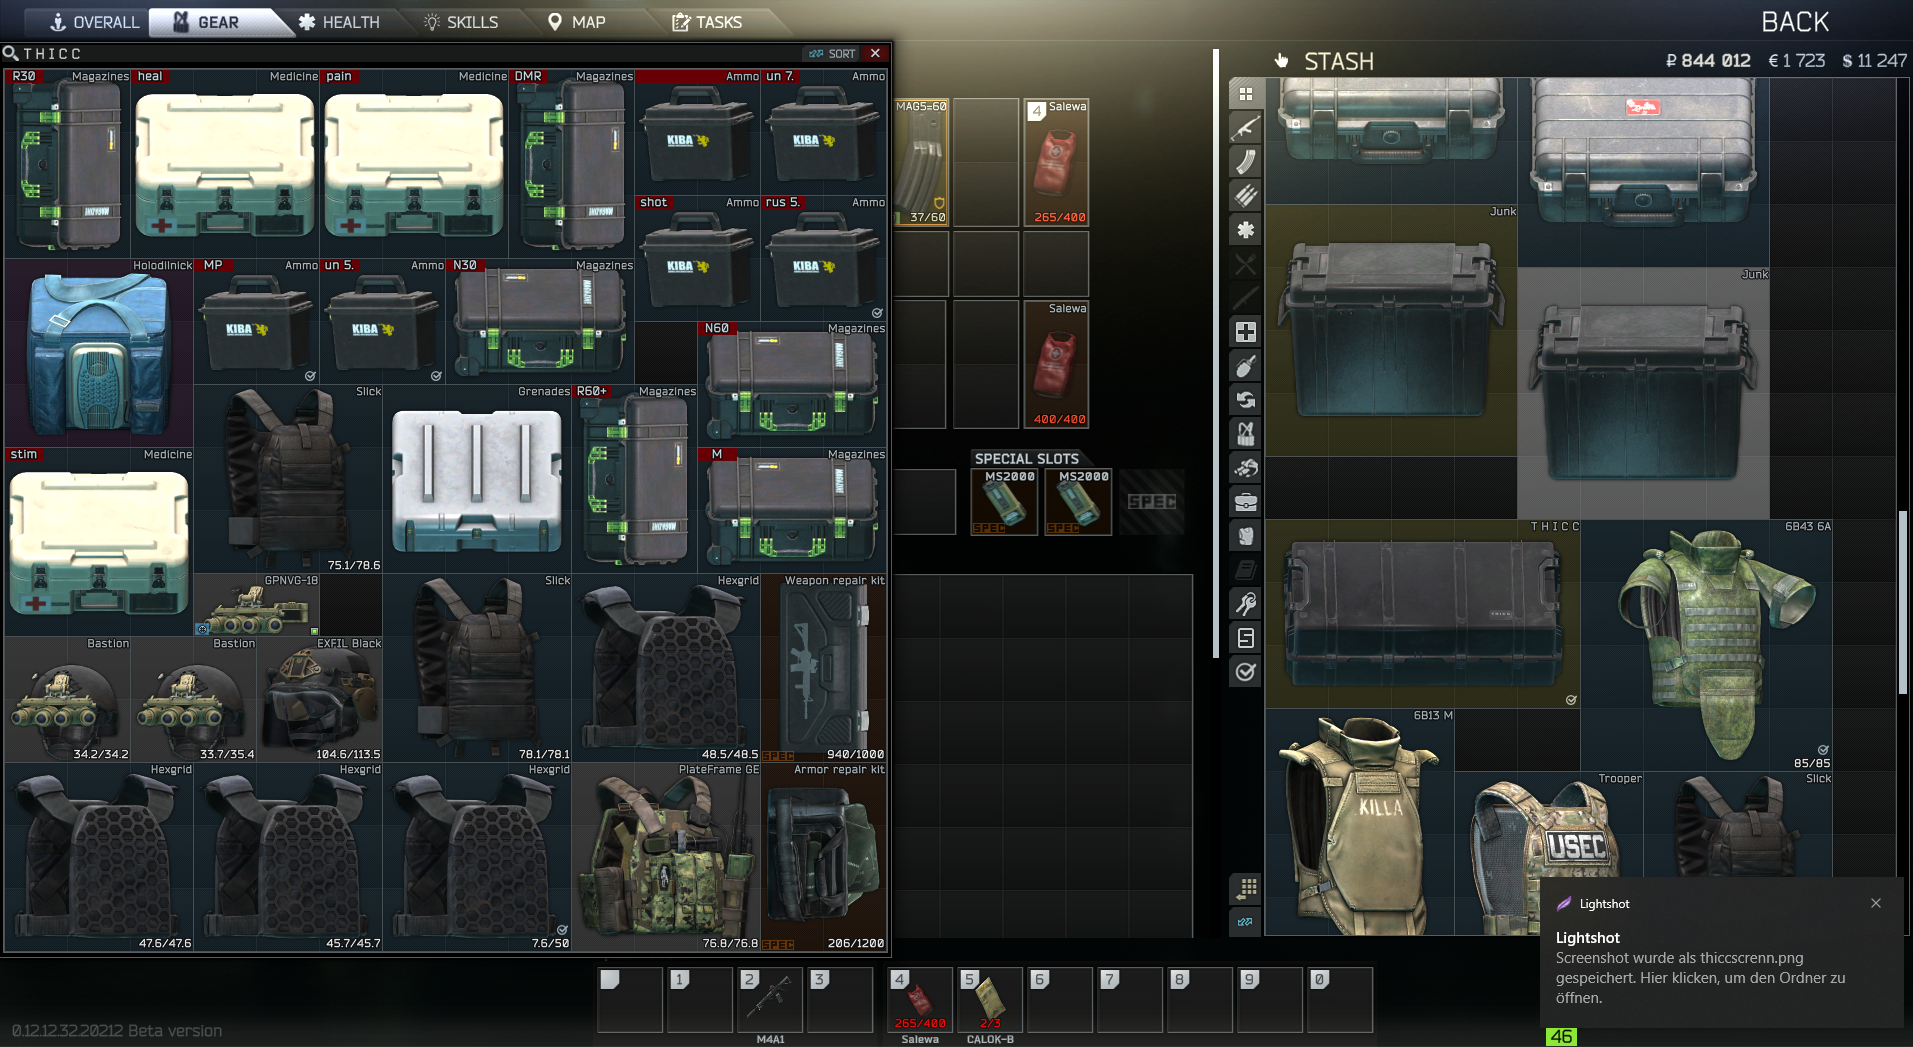 OVERALL
GEAR
HEALTH
SKILLS
MAP
TASKS
BACK
THICC
SORT
STASH
₽ 844 012
€ 1 723
$ 11 247
R30 Magazines
heal Medicine
pain Medicine
DMR Magazines
Ammo
un 7. Ammo
KIBA
KIBA
shot Ammo
rus 5. Ammo
KIBA
KIBA
Holodilnick
MP Ammo
un 5. Ammo
N30 Magazines
KIBA
KIBA
N60 Magazines
Slick
75.1/78.6
Grenades
R60+ Magazines
M Magazines
stim Medicine
GPNVG-18
Slick
78.1/78.1
Hexgrid
48.5/48.5
Weapon repair kit
SPEC
940/1000
Bastion
34.2/34.2
Bastion
33.7/35.4
EXFIL Black
104.6/113.5
Hexgrid
47.6/47.6
Hexgrid
45.7/45.7
Hexgrid
7.6/50
PlateFrame GE
76.8/76.8
Armor repair kit
SPEC
206/1200
MAG5-60
37/60
4 Salewa
265/400
Salewa
400/400
SPECIAL SLOTS
MS2000
SPEC
MS2000
SPEC
SPEC
Junk
Junk
THICC
6B43 6A
85/85
6B13 M
KILLA
Trooper
USEC
Slick
1
2
M4A1
3
4
265/400
Salewa
5
2/3
CALOK-B
6
7
8
9
0
0.12.12.32.20212 Beta version
Lightshot
Lightshot
Screenshot wurde als thiccscrenn.png
gespeichert. Hier klicken, um den Ordner zu
öffnen.
46